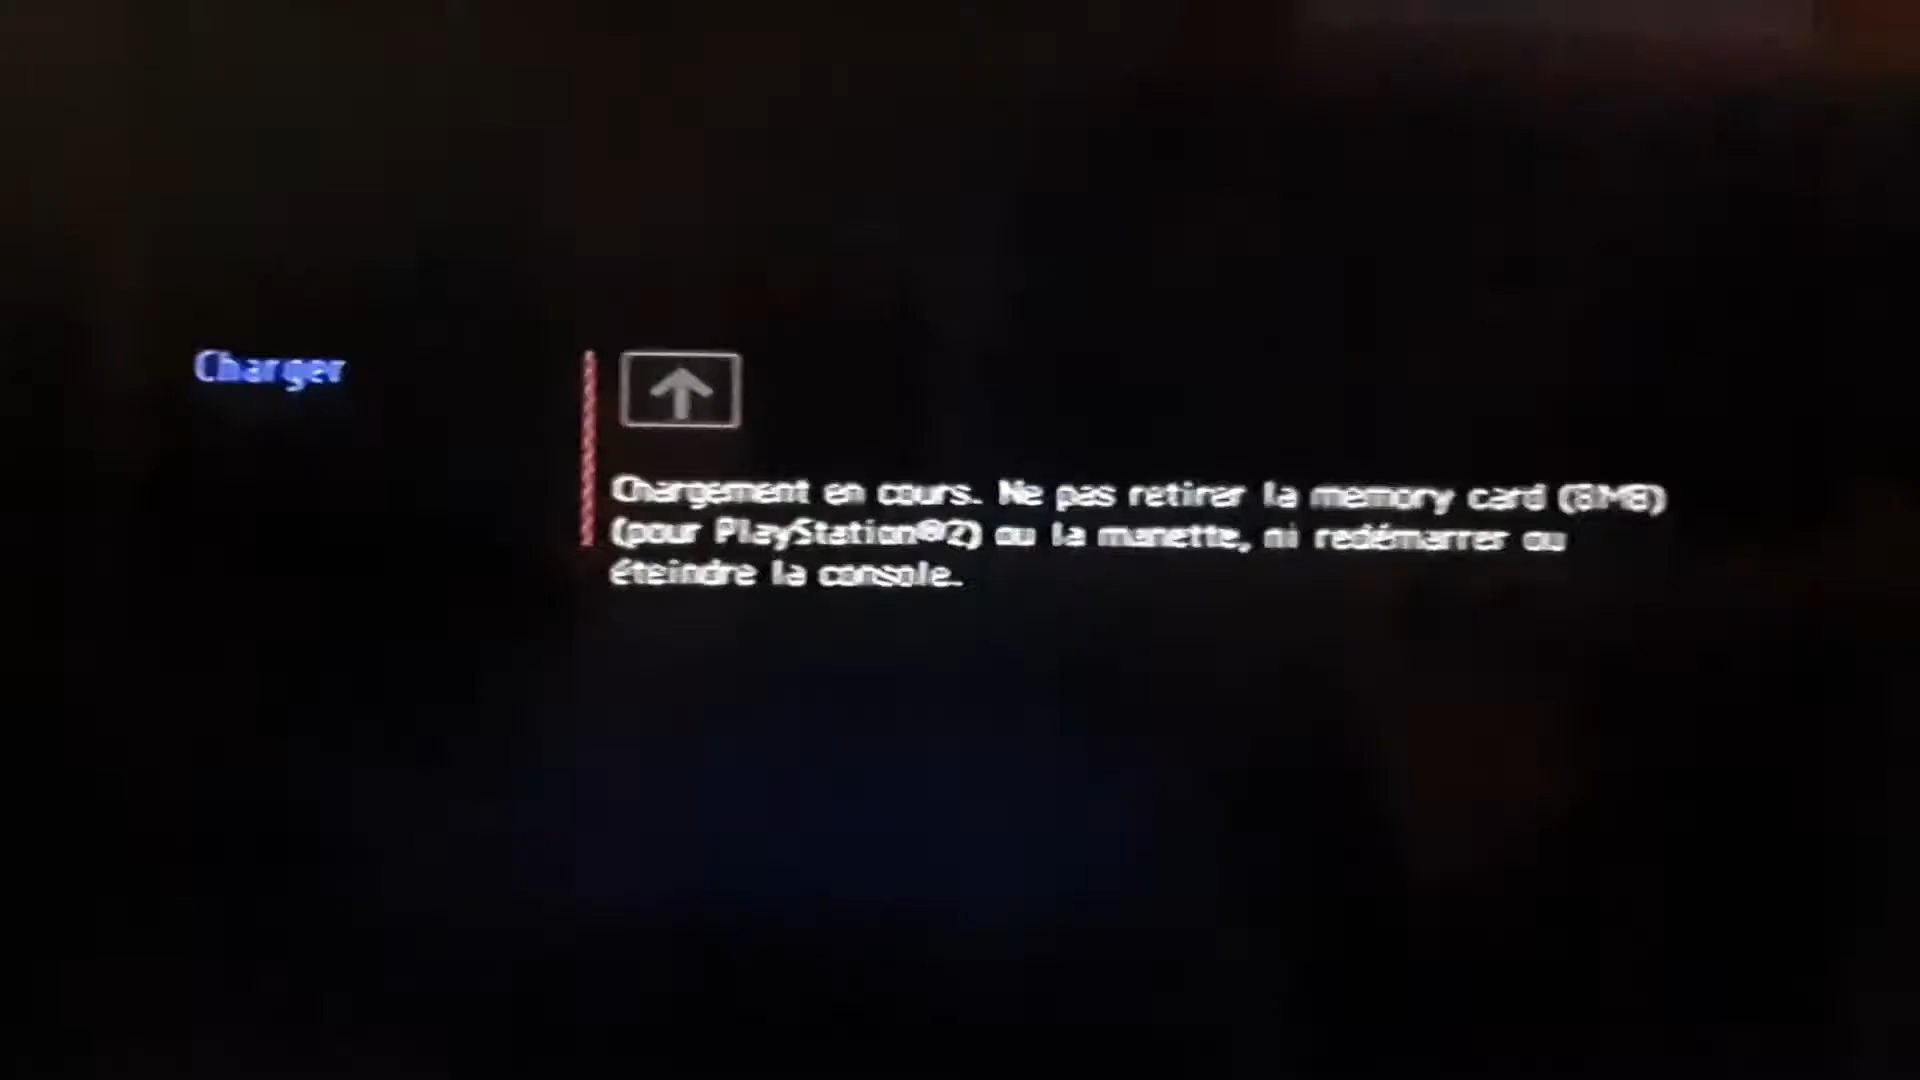 Charger
Chargement en cours. Ne pas retirer la memory card (8MB)
(pour PlayStation®2) ou la manette, ni redémarrer ou
éteindre la console.